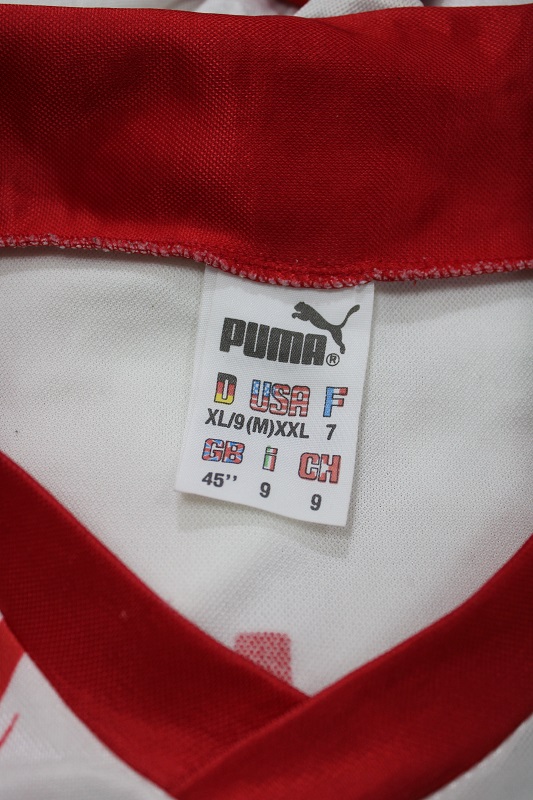 PUMA®
D USA F
XL/9 (M)XXL 7
GB i CH
45’’ 9 9